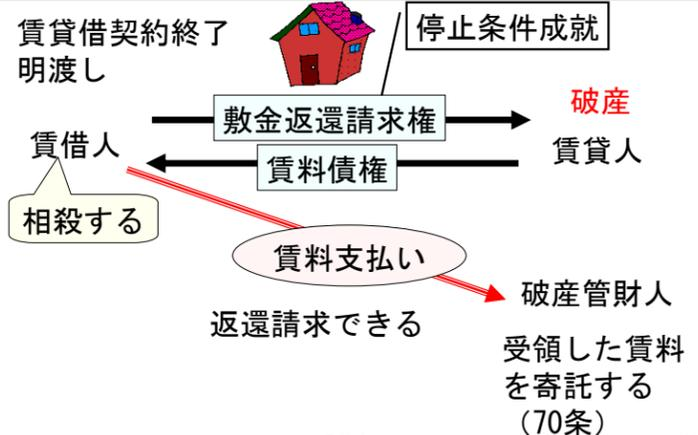 賃貸借契約終了
明渡し
停止条件成就
破産
敷金返還請求権
賃借人
賃貸人
賃料債権
相殺する
賃料支払い
破産管財人
返還請求できる
受領した賃料
を寄託する
（70条）